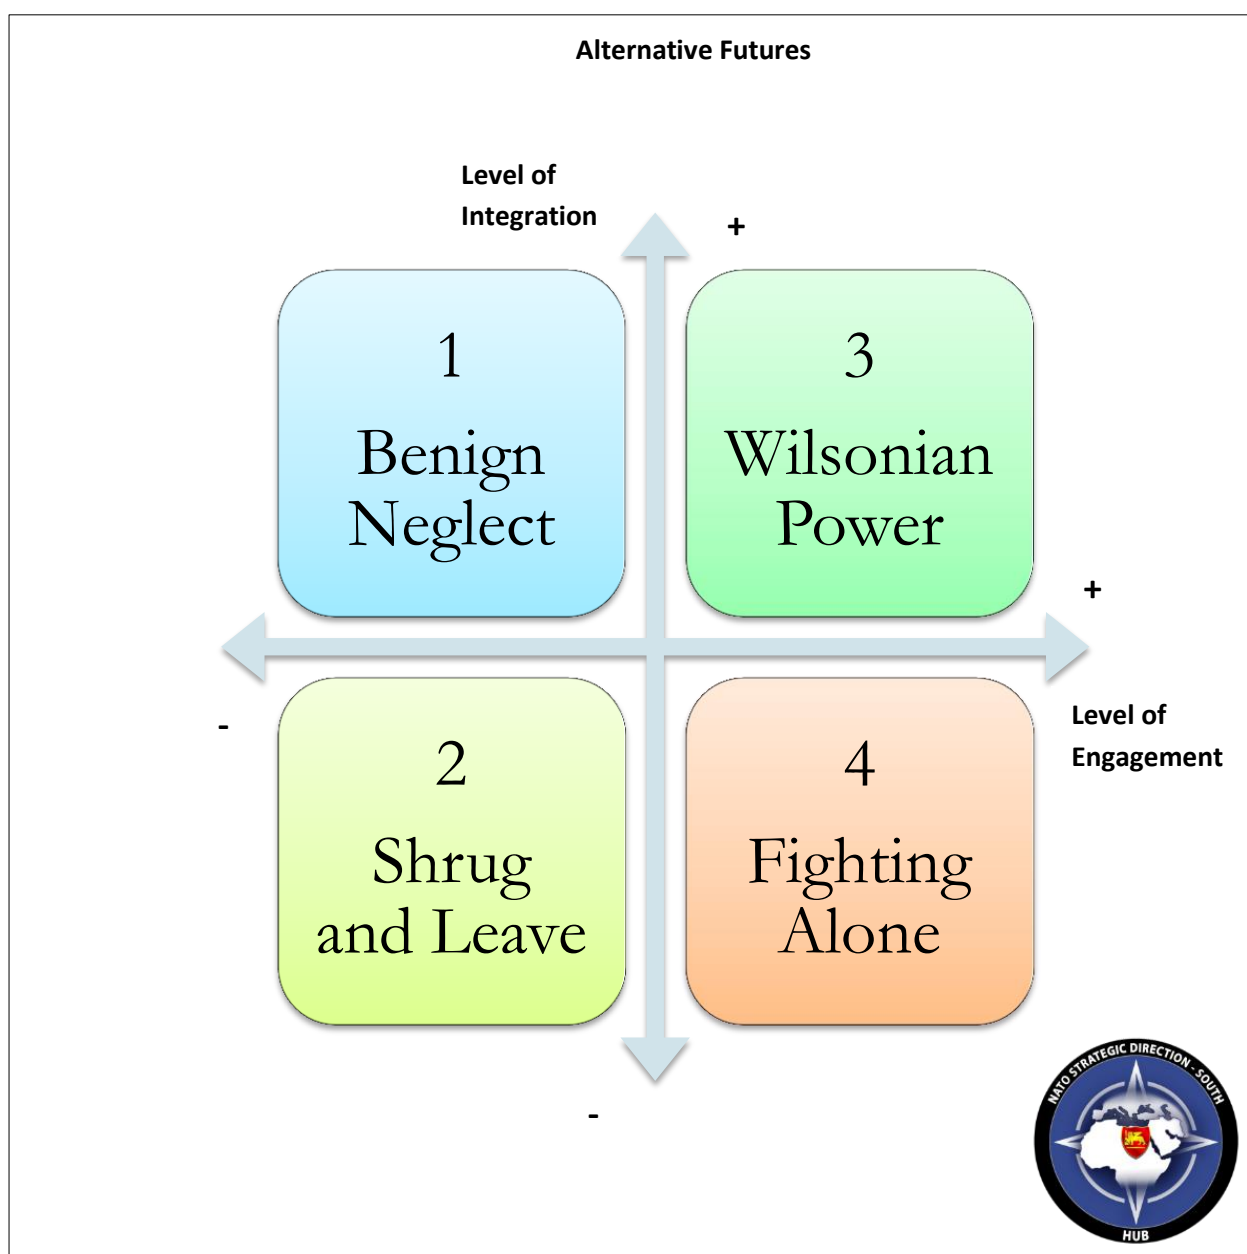 Alternative Futures
Level of
Integration
+
1
Benign
Neglect
3
Wilsonian
Power
+
-
2
Shrug
and Leave
4
Fighting
Alone
Level of
Engagement
-
NATO STRATEGIC DIRECTION - SOUTH
HUB